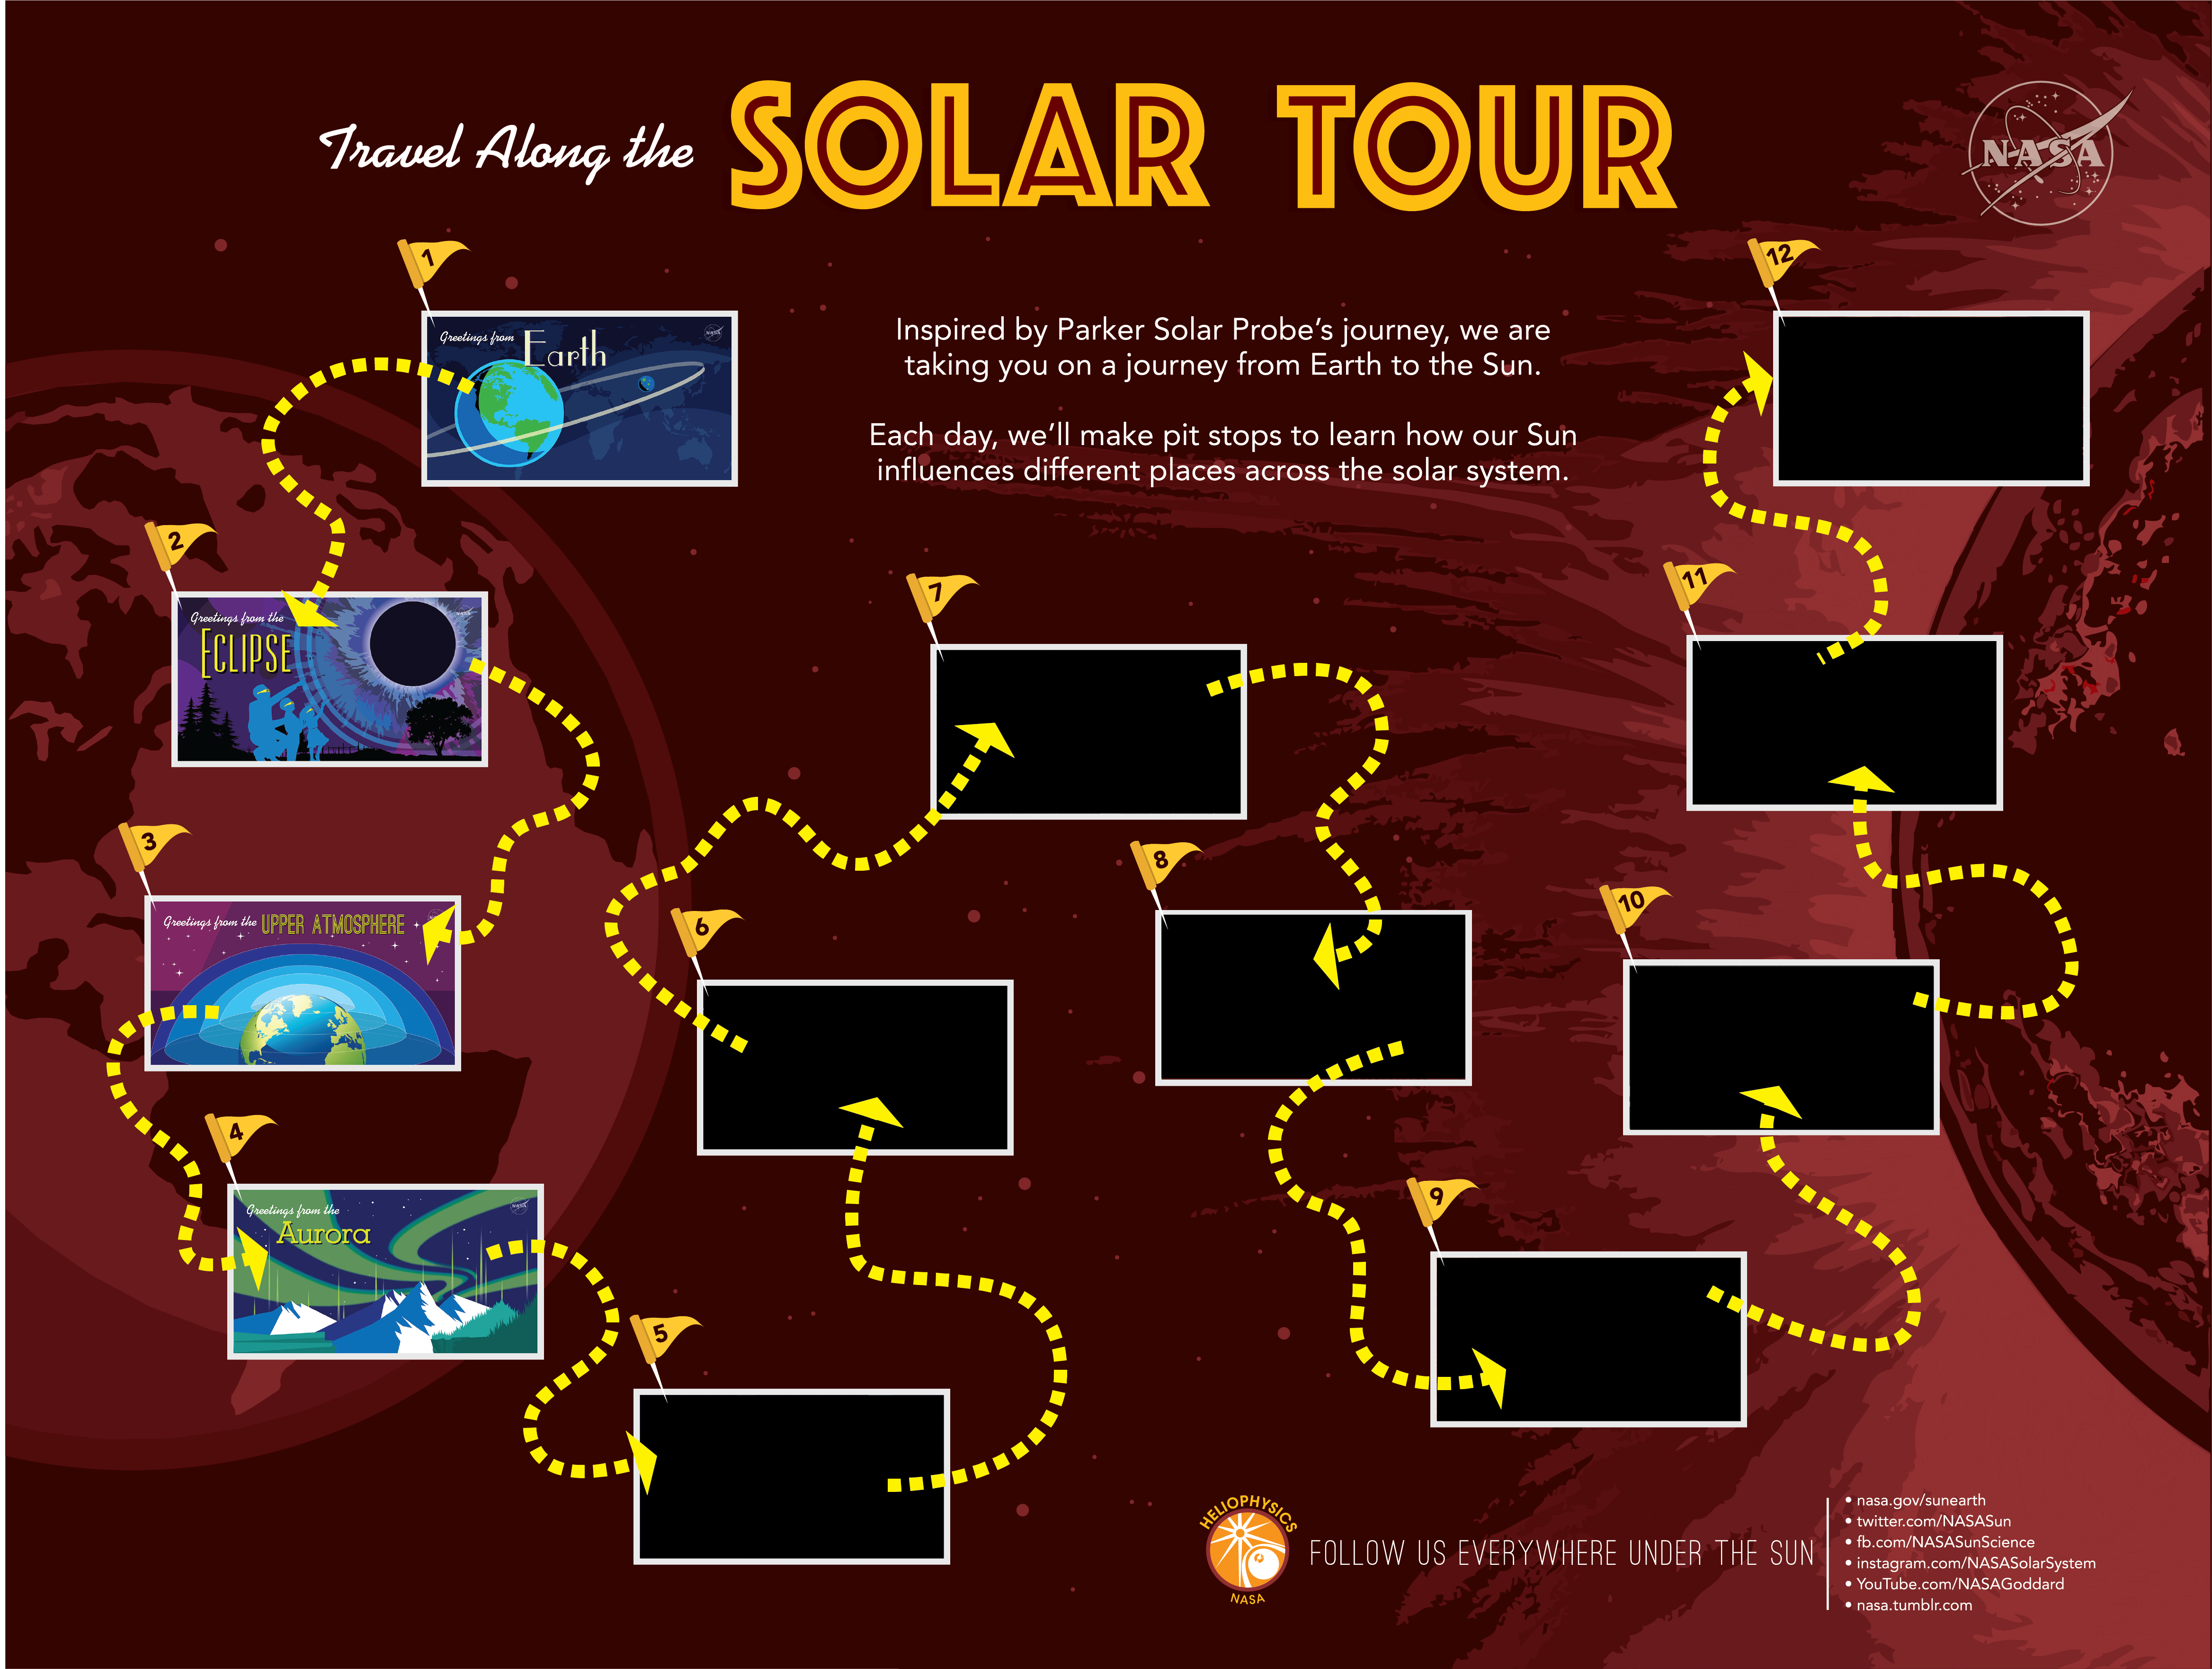 Travel Along the SOLAR TOUR
NASA
1
Greetings from Earth
NASA
Inspired by Parker Solar Probe's journey, we are
taking you on a journey from Earth to the Sun.
Each day, we'll make pit stops to learn how our Sun
influences different places across the solar system.
12
2
Greetings from the
ECLIPSE
NASA
7
11
3
Greetings from the UPPER ATMOSPHERE
8
10
6
4
Greetings from the
Aurora
NASA
9
5
HELIOPHYSICS
NASA
FOLLOW US EVERYWHERE UNDER THE SUN
• nasa.gov/sunearth
• twitter.com/NASASun
• fb.com/NASASunScience
• instagram.com/NASASolarSystem
• YouTube.com/NASAGoddard
• nasa.tumblr.com